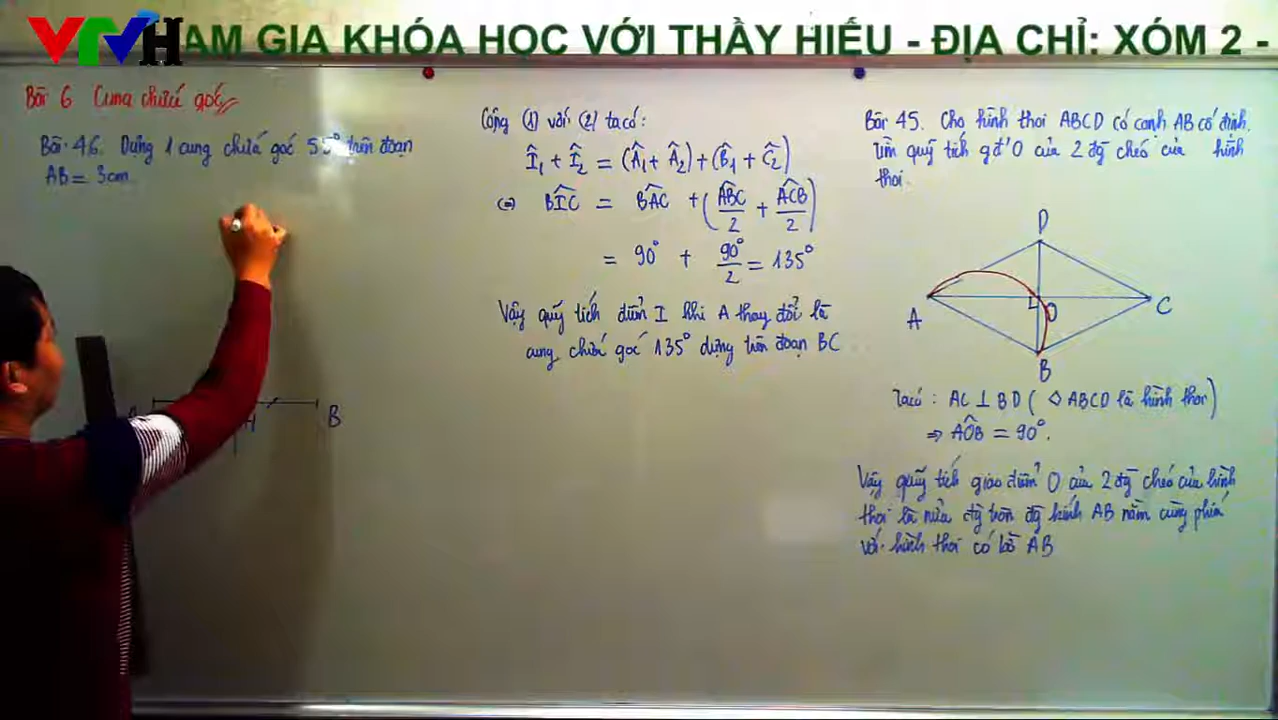 VTVH
AM GIA KHÓA HỌC VỚI THẦY HIẾU - ĐỊA CHỈ: XÓM 2 -
Bài 6 Cung chứa góc
Bài 46. Dựng 1 cung chứa góc 55° trên đoạn
AB = 3cm.
A
H
B
Cộng (1) với (2) ta có:
Î₁ + Î₂ = (Â₁ + Â₂) + (B̂₁ + Ĉ₂)
⇔ BÎC = BÂC + (ABC/2 + ACB/2)
= 90° + 90°/2 = 135°
Vậy quỹ tích điểm I khi A thay đổi là
cung chứa góc 135° dựng trên đoạn BC
Bài 45. Cho hình thoi ABCD có cạnh AB cố định.
Tìm quỹ tích gđ' O của 2 đg chéo của hình
thoi.
D
A
O
C
B
Ta có: AC ⊥ BD (◇ ABCD là hình thoi)
⇒ AÔB = 90°.
Vậy quỹ tích giao điểm O của 2 đg chéo của hình
thoi là nửa đg tròn đg kính AB nằm cùng phía
với hình thoi có bờ AB